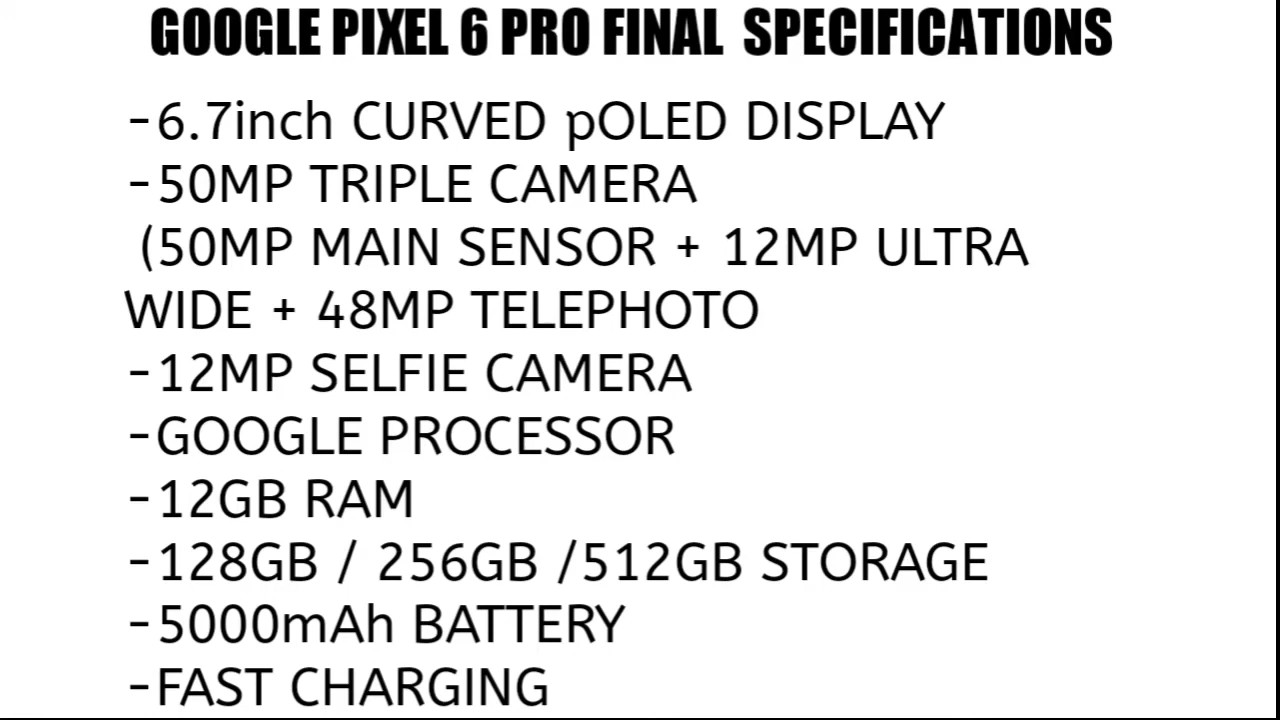 GOOGLE PIXEL 6 PRO FINAL SPECIFICATIONS
-6.7inch CURVED pOLED DISPLAY
-50MP TRIPLE CAMERA
(50MP MAIN SENSOR + 12MP ULTRA
WIDE + 48MP TELEPHOTO
-12MP SELFIE CAMERA
-GOOGLE PROCESSOR
-12GB RAM
-128GB / 256GB /512GB STORAGE
-5000mAh BATTERY
-FAST CHARGING